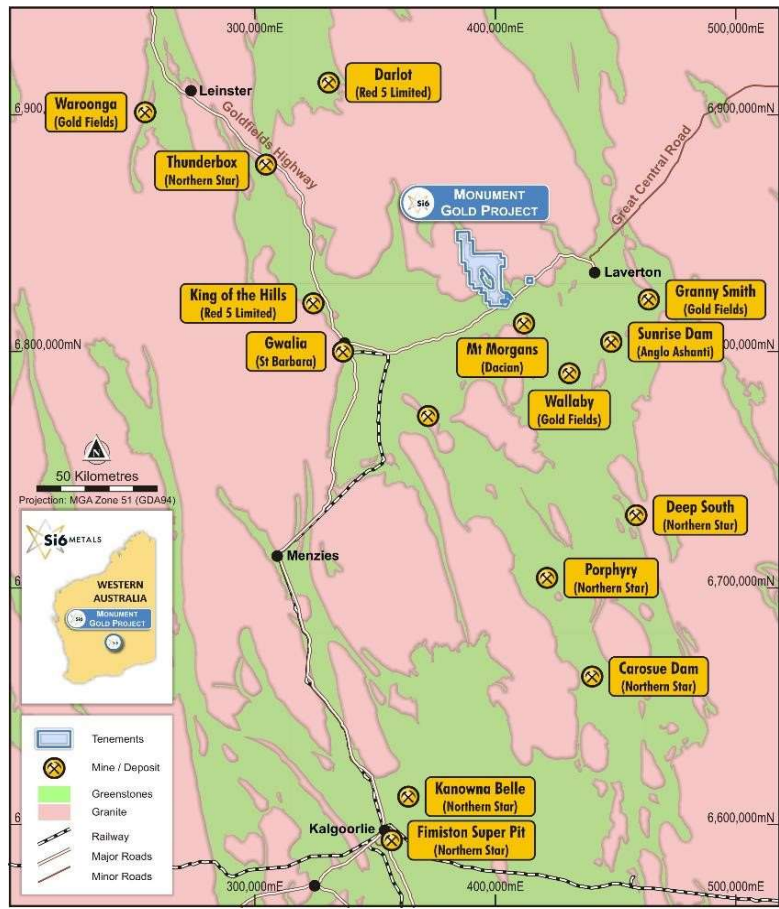 300,000mE
400,000mE
500,000mE
Leinster
Darlot
(Red 5 Limited)
Waroonga
(Gold Fields)
6,900,
6,900,000mN
Goldfields Highway
Thunderbox
(Northern Star)
Great Central Road
Si6
MONUMENT
GOLD PROJECT
Laverton
King of the Hills
(Red 5 Limited)
Granny Smith
(Gold Fields)
Gwalia
(St Barbara)
Mt Morgans
(Dacian)
Sunrise Dam
(Anglo Ashanti)
6,800,000mN
00,000mN
Wallaby
(Gold Fields)
N
50 Kilometres
Projection: MGA Zone 51 (GDA94)
Deep South
(Northern Star)
Si6 METALS
WESTERN
AUSTRALIA
MONUMENT
GOLD PROJECT
Menzies
Porphyry
(Northern Star)
6
6,700,000mN
Carosue Dam
(Northern Star)
Tenements
Mine / Deposit
Greenstones
Granite
Railway
Major Roads
Minor Roads
Kanowna Belle
(Northern Star)
Kalgoorlie
Fimiston Super Pit
(Northern Star)
6,600,000mN
300,000mE
400,000mE
500,000mE